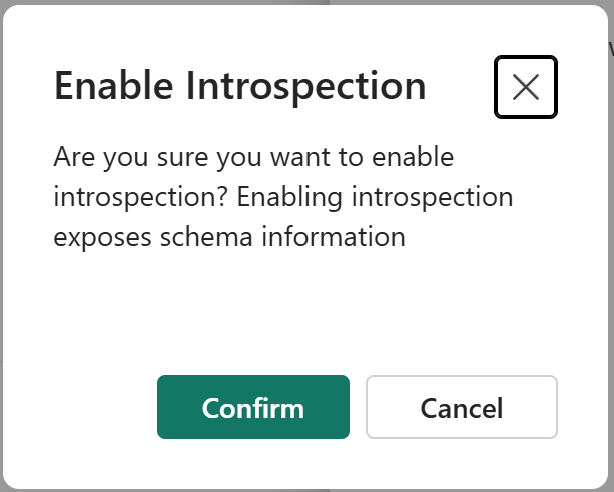 Enable Introspection
Are you sure you want to enable
introspection? Enabling introspection
exposes schema information
Confirm
Cancel